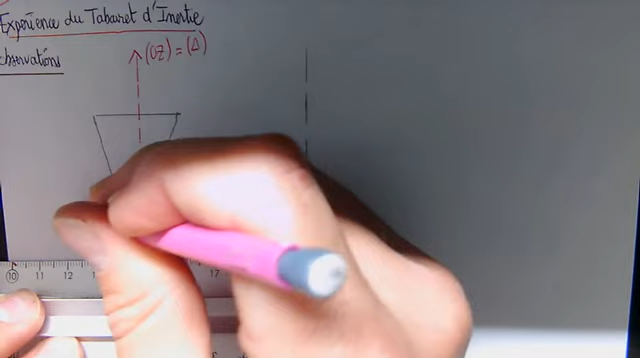 Expérience du Tabouret d'Inertie
observations
(OZ) = (Δ)
10 11 12 17